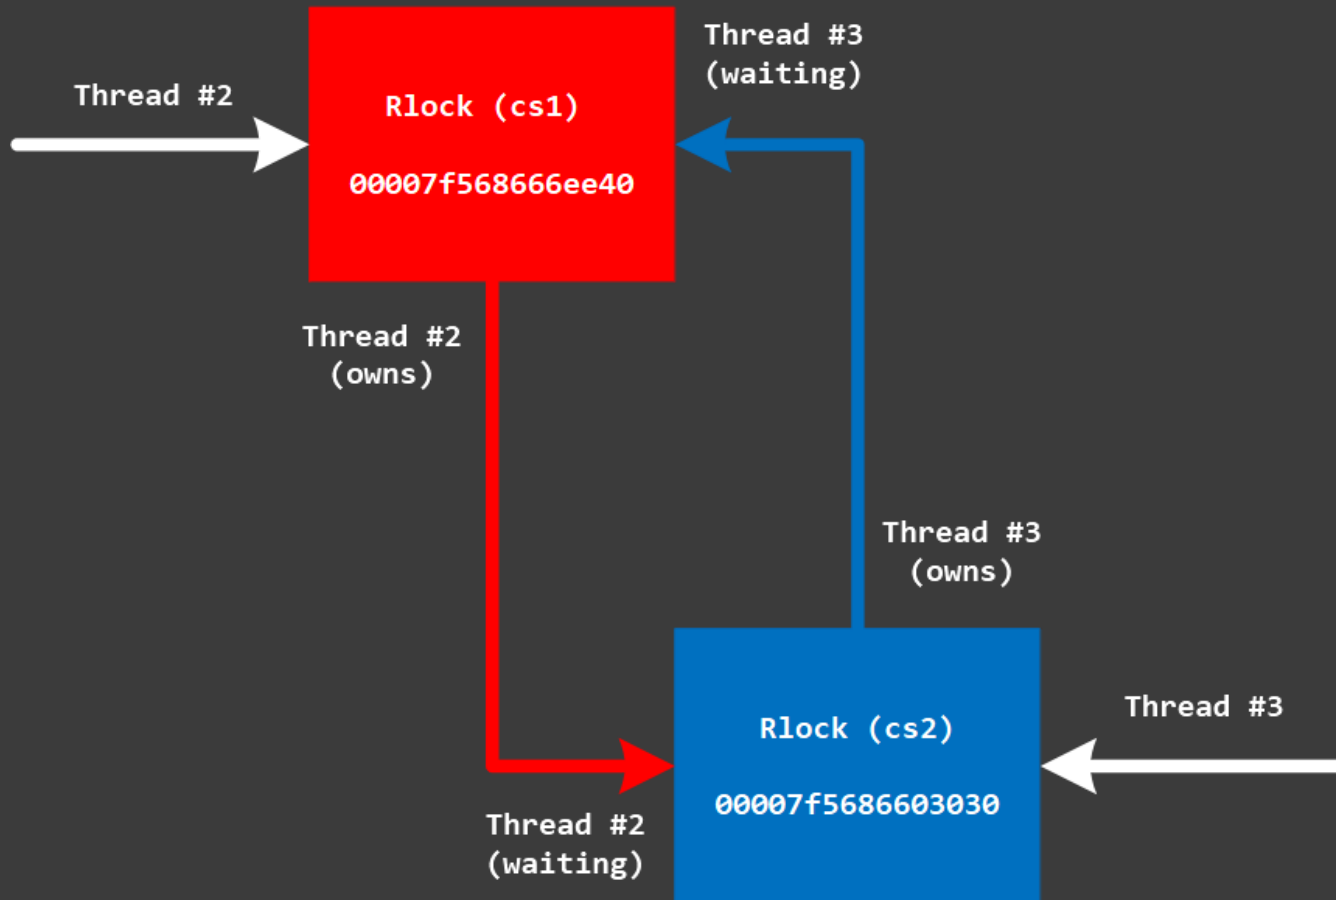 Thread #3
(waiting)
Thread #2
Rlock (cs1)
00007f568666ee40
Thread #2
(owns)
Thread #3
(owns)
Thread #3
Rlock (cs2)
00007f5686603030
Thread #2
(waiting)